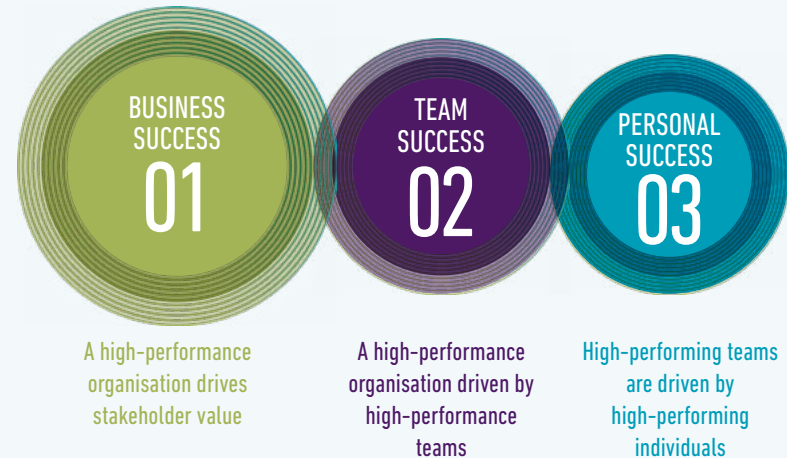 BUSINESS
SUCCESS
01
A high-performance
organisation drives
stakeholder value
TEAM
SUCCESS
02
A high-performance
organisation driven by
high-performance
teams
PERSONAL
SUCCESS
03
High-performing teams
are driven by
high-performing
individuals